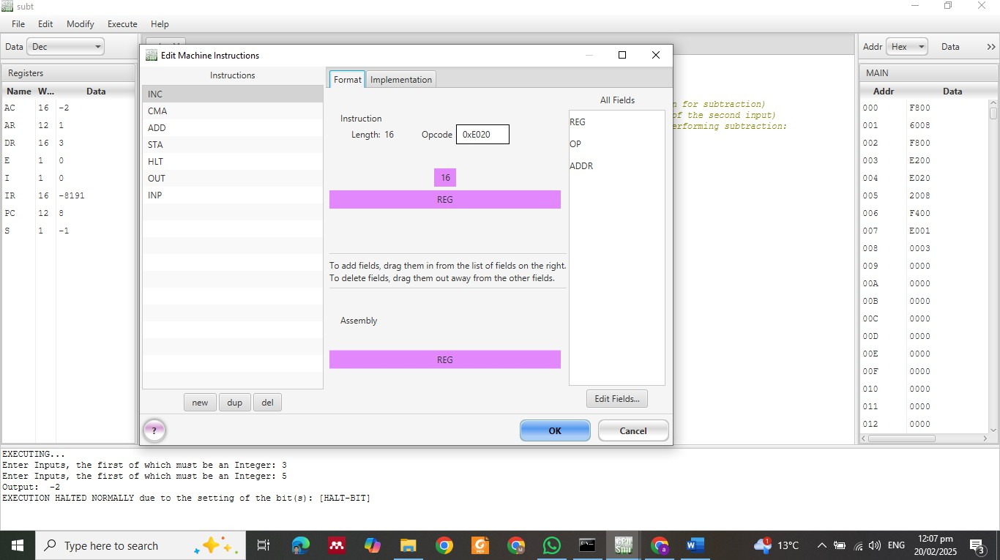 subt
File Edit Modify Execute Help
Data Dec
Registers
Name W... Data
AC 16 -2
AR 12 1
DR 16 3
E 1 0
I 1 0
IR 16 -8191
PC 12 8
S 1 -1
Edit Machine Instructions
Instructions
INC
CMA
ADD
STA
HLT
OUT
INP
new dup del
Format Implementation
Instruction
Length: 16 Opcode 0xE020
16
REG
To add fields, drag them in from the list of fields on the right.
To delete fields, drag them out away from the other fields.
Assembly
REG
All Fields
REG
OP
ADDR
Edit Fields...
? OK Cancel
for subtraction)
of the second input)
erforming subtraction:
Addr Hex Data >>
MAIN
Addr Data
000 F800
001 6008
002 F800
003 E200
004 E020
005 2008
006 F400
007 E001
008 0003
009 0000
00A 0000
00B 0000
00C 0000
00D 0000
00E 0000
00F 0000
010 0000
011 0000
012 0000
EXECUTING...
Enter Inputs, the first of which must be an Integer: 3
Enter Inputs, the first of which must be an Integer: 5
Output: -2
EXECUTION HALTED NORMALLY due to the setting of the bit(s): [HALT-BIT]
Type here to search
13°C ENG 12:07 pm
20/02/2025
3